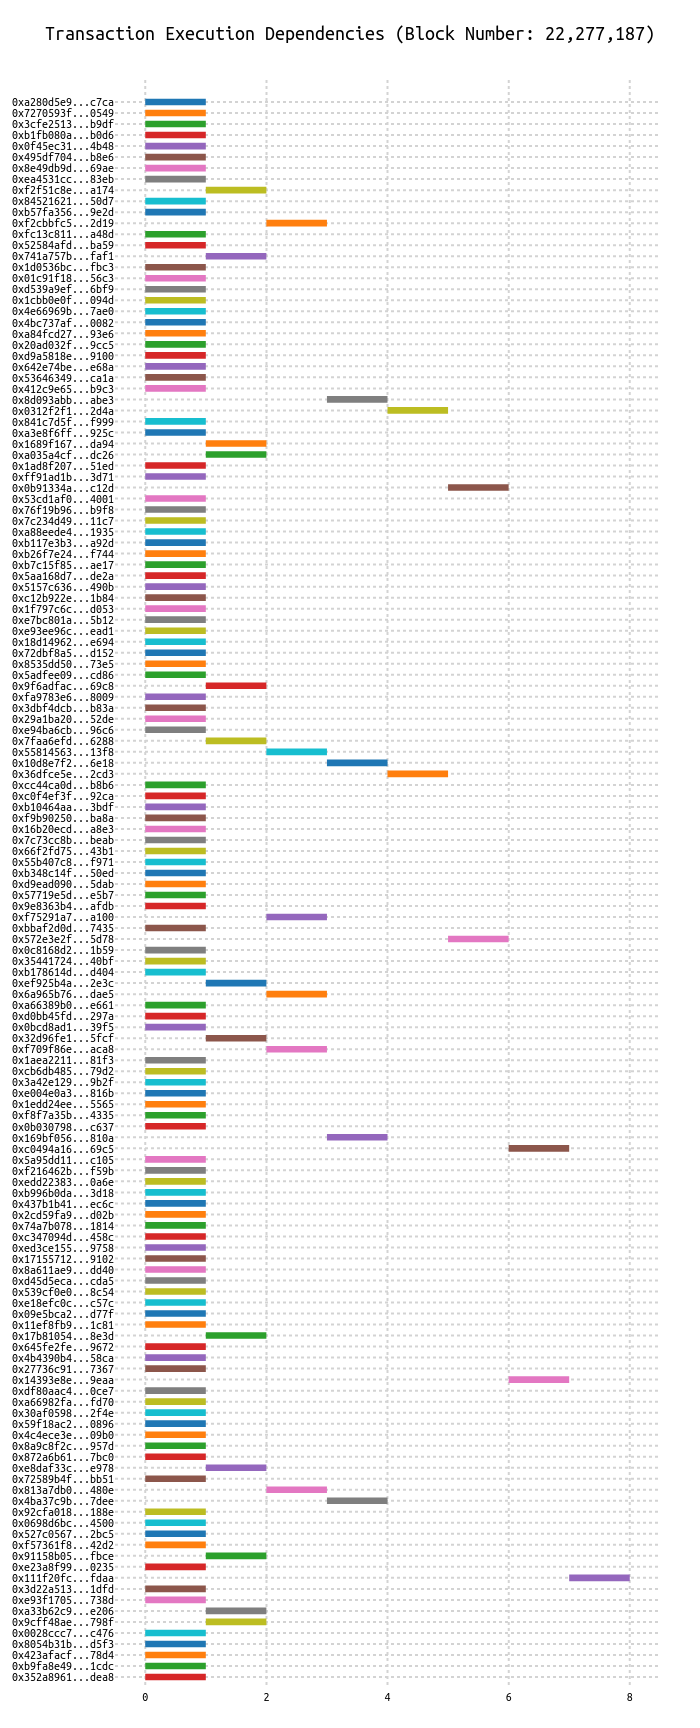 Transaction Execution Dependencies (Block Number: 22,277,187)
0xa280d5e9...c7ca
0x7270593f...0549
0x3cfe2513...b9df
0xb1fb080a...b0d6
0x0f45ec31...4b48
0x495df704...b8e6
0x8e49db9d...69ae
0xea4531cc...83eb
0xf2f51c8e...a174
0x84521621...50d7
0xb57fa356...9e2d
0xf2cbbfc5...2d19
0xfc13c811...a48d
0x52584afd...ba59
0x741a757b...faf1
0x1d0536bc...fbc3
0x01c91f18...56c3
0xd539a9ef...6bf9
0x1cbb0e0f...094d
0x4e66969b...7ae0
0x4bc737af...0082
0xa84fcd27...93e6
0x20ad032f...9cc5
0xd9a5818e...9100
0x642e74be...e68a
0x53646349...ca1a
0x412c9e65...b9c3
0x8d093abb...abe3
0x0312f2f1...2d4a
0x841c7d5f...f999
0xa3e8f6ff...925c
0x1689f167...da94
0xa035a4cf...dc26
0x1ad8f207...51ed
0xff91ad1b...3d71
0x0b91334a...c12d
0x53cd1af0...4001
0x76f19b96...b9f8
0x7c234d49...11c7
0xa88eede4...1935
0xb117e3b3...a92d
0xb26f7e24...f744
0xb7c15f85...ae17
0x5aa168d7...de2a
0x5157c636...490b
0xc12b922e...1b84
0x1f797c6c...d053
0xe7bc801a...5b12
0xe93ee96c...ead1
0x18d14962...e694
0x72dbf8a5...d152
0x8535dd50...73e5
0x5adfee09...cd86
0x9f6adfac...69c8
0xfa9783e6...8009
0x3dbf4dcb...b83a
0x29a1ba20...52de
0xe94ba6cb...96c6
0x7faa6efd...6288
0x55814563...13f8
0x10d8e7f2...6e18
0x36dfce5e...2cd3
0xcc44ca0d...b8b6
0xc0f4ef3f...92ca
0xb10464aa...3bdf
0xf9b90250...ba8a
0x16b20ecd...a8e3
0x7c73cc8b...beab
0x66f2fd75...43b1
0x55b407c8...f971
0xb348c14f...50ed
0xd9ead090...5dab
0x57719e5d...e5b7
0x9e8363b4...afdb
0xf75291a7...a100
0xbbaf2d0d...7435
0x572e3e2f...5d78
0x0c8168d2...1b59
0x35441724...40bf
0xb178614d...d404
0xef925b4a...2e3c
0x6a965b76...dae5
0xa66389b0...e661
0xd0bb45fd...297a
0x0bcd8ad1...39f5
0x32d96fe1...5fcf
0xf709f86e...aca8
0x1aea2211...81f3
0xcb6db485...79d2
0x3a42e129...9b2f
0xe004e0a3...816b
0x1edd24ee...5565
0xf8f7a35b...4335
0x0b030798...c637
0x169bf056...810a
0xc0494a16...69c5
0x5a95dd11...c105
0xf216462b...f59b
0xedd22383...0a6e
0xb996b0da...3d18
0x437b1b41...ec6c
0x2cd59fa9...d02b
0x74a7b078...1814
0xc347094d...458c
0xed3ce155...9758
0x17155712...9102
0x8a611ae9...dd40
0xd45d5eca...cda5
0x539cf0e0...8c54
0xe18efc0c...c57c
0x09e5bca2...d77f
0x11ef8fb9...1c81
0x17b81054...8e3d
0x645fe2fe...9672
0x4b4390b4...58ca
0x27736c91...7367
0x14393e8e...9eaa
0xdf80aac4...0ce7
0xa66982fa...fd70
0x30af0598...2f4e
0x59f18ac2...0896
0x4c4ece3e...09b0
0x8a9c8f2c...957d
0x872a6b61...7bc0
0xe8daf33c...e978
0x72589b4f...bb51
0x813a7db0...480e
0x4ba37c9b...7dee
0x92cfa018...188e
0x0698d6bc...4500
0x527c0567...2bc5
0xf57361f8...42d2
0x91158b05...fbce
0xe23a8f99...0235
0x111f20fc...fdaa
0x3d22a513...1dfd
0xe93f1705...738d
0xa33b62c9...e206
0x9cff48ae...798f
0x0028ccc7...c476
0x8054b31b...d5f3
0x423afacf...78d4
0xb9fa8e49...1cdc
0x352a8961...dea8
0 2 4 6 8